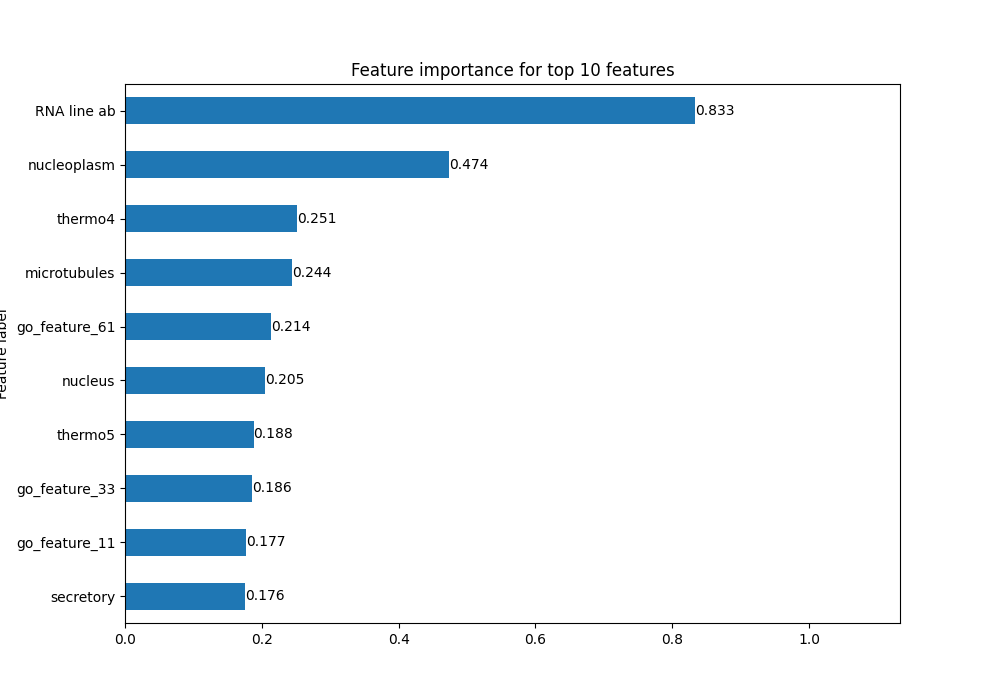 Feature importance for top 10 features
RNA line ab
0.833
nucleoplasm
0.474
thermo4
0.251
microtubules
0.244
go_feature_61
0.214
Feature label
nucleus
0.205
thermo5
0.188
go_feature_33
0.186
go_feature_11
0.177
secretory
0.176
0.0 0.2 0.4 0.6 0.8 1.0